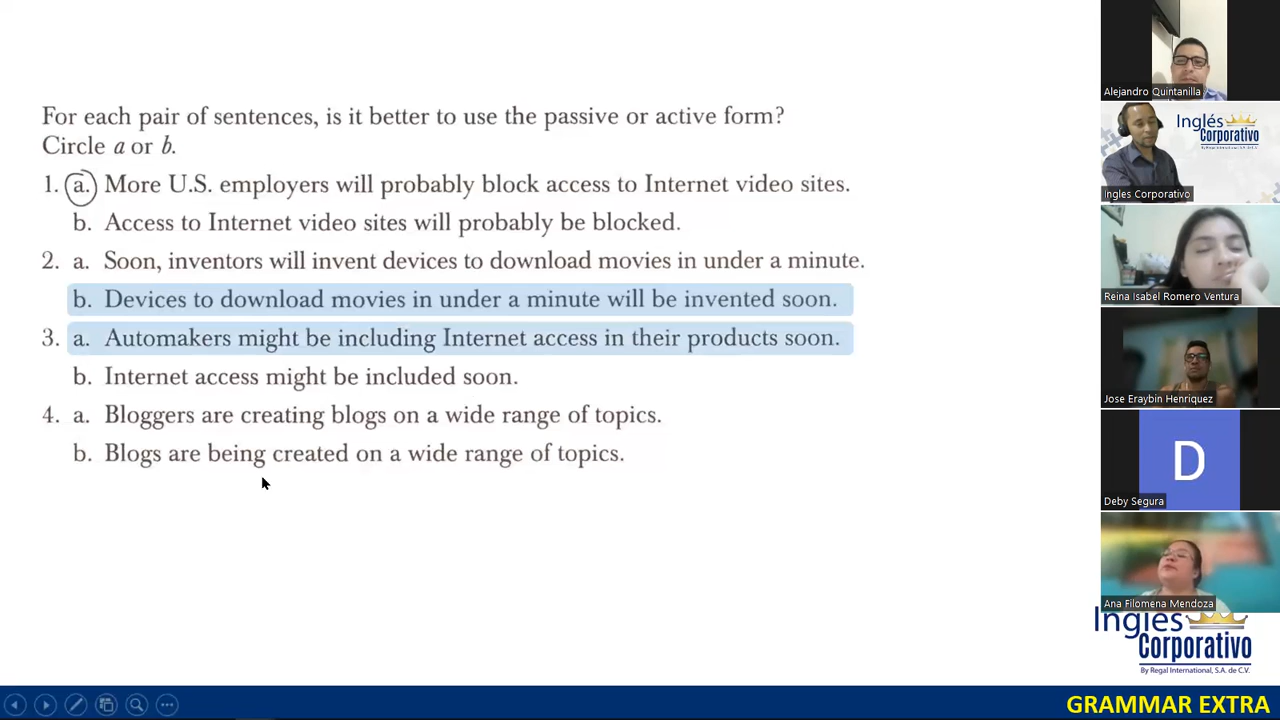 For each pair of sentences, is it better to use the passive or active form?
Circle a or b.
1. a. More U.S. employers will probably block access to Internet video sites.
b. Access to Internet video sites will probably be blocked.
2. a. Soon, inventors will invent devices to download movies in under a minute.
b. Devices to download movies in under a minute will be invented soon.
3. a. Automakers might be including Internet access in their products soon.
b. Internet access might be included soon.
4. a. Bloggers are creating blogs on a wide range of topics.
b. Blogs are being created on a wide range of topics.
Alejandro Quintanilla
Inglés
Corporativo
By Regal International, S.A. de C.V.
Ingles Corporativo
Reina Isabel Romero Ventura
Jose Eraybin Henriquez
D
Deby Segura
Ana Filomena Mendoza
Inglés
Corporativo
By Regal International, S.A. de C.V.
GRAMMAR EXTRA